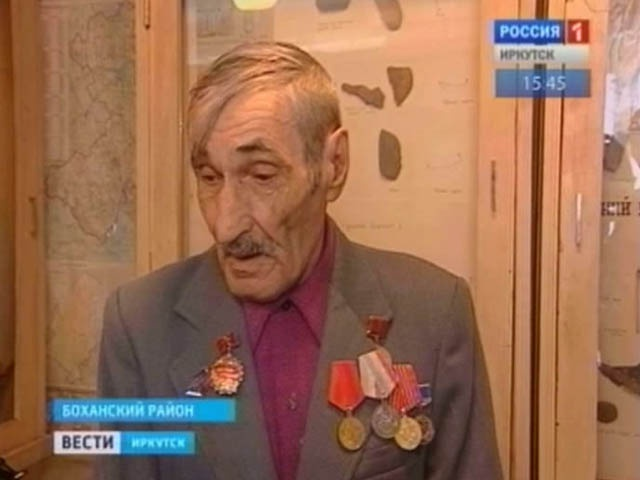 РОССИЯ 1
ИРКУТСК
15:45
БОХАНСКИЙ РАЙОН
ВЕСТИ ИРКУТСК